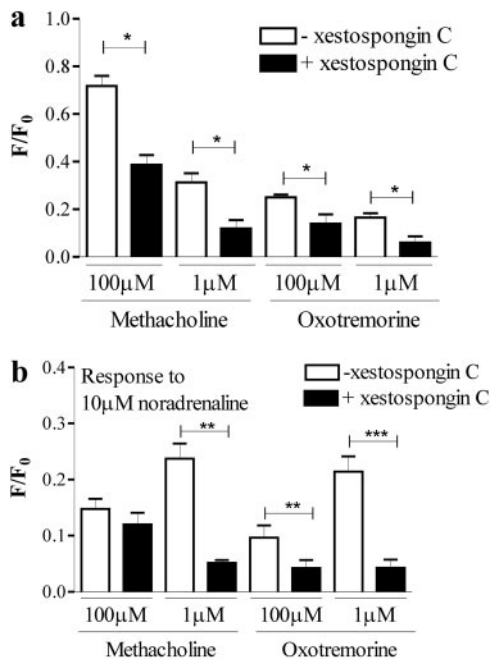 a
- xestospongin C
+ xestospongin C
F/F0
1.0
0.8
0.6
0.4
0.2
0.0
*
*
*
*
100μM
1μM
100μM
1μM
Methacholine
Oxotremorine
b
Response to
10μM noradrenaline
-xestospongin C
+ xestospongin C
F/F0
0.4
0.3
0.2
0.1
0.0
**
**
***
100μM
1μM
100μM
1μM
Methacholine
Oxotremorine